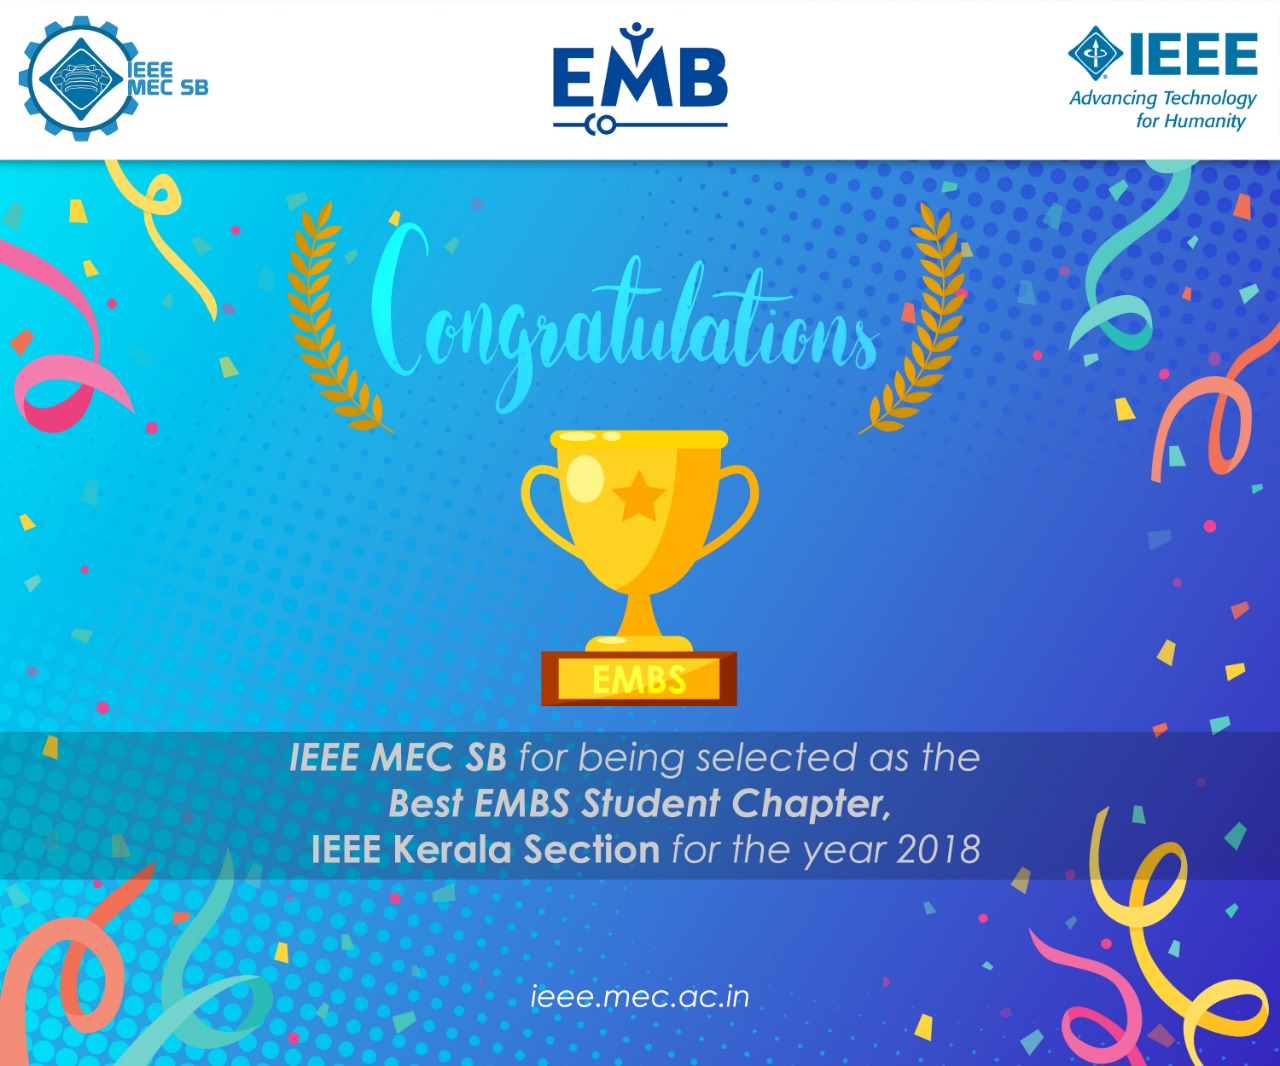 IEEE
MEC SB
EMB
IEEE
Advancing Technology
for Humanity
Congratulations
EMBS
IEEE MEC SB for being selected as the
Best EMBS Student Chapter,
IEEE Kerala Section for the year 2018
ieee.mec.ac.in